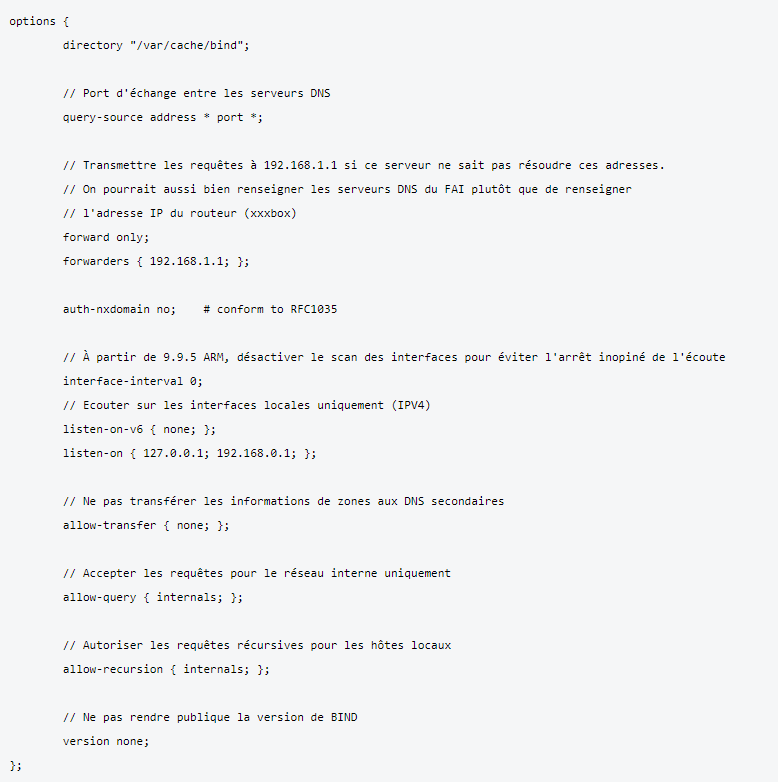 options {
directory "/var/cache/bind";
// Port d'échange entre les serveurs DNS
query-source address * port *;
// Transmettre les requêtes à 192.168.1.1 si ce serveur ne sait pas résoudre ces adresses.
// On pourrait aussi bien renseigner les serveurs DNS du FAI plutôt que de renseigner
// l'adresse IP du routeur (xxxbox)
forward only;
forwarders { 192.168.1.1; };
auth-nxdomain no;    # conform to RFC1035
// À partir de 9.9.5 ARM, désactiver le scan des interfaces pour éviter l'arrêt inopiné de l'écoute
interface-interval 0;
// Ecouter sur les interfaces locales uniquement (IPV4)
listen-on-v6 { none; };
listen-on { 127.0.0.1; 192.168.0.1; };
// Ne pas transférer les informations de zones aux DNS secondaires
allow-transfer { none; };
// Accepter les requêtes pour le réseau interne uniquement
allow-query { internals; };
// Autoriser les requêtes récursives pour les hôtes locaux
allow-recursion { internals; };
// Ne pas rendre publique la version de BIND
version none;
};